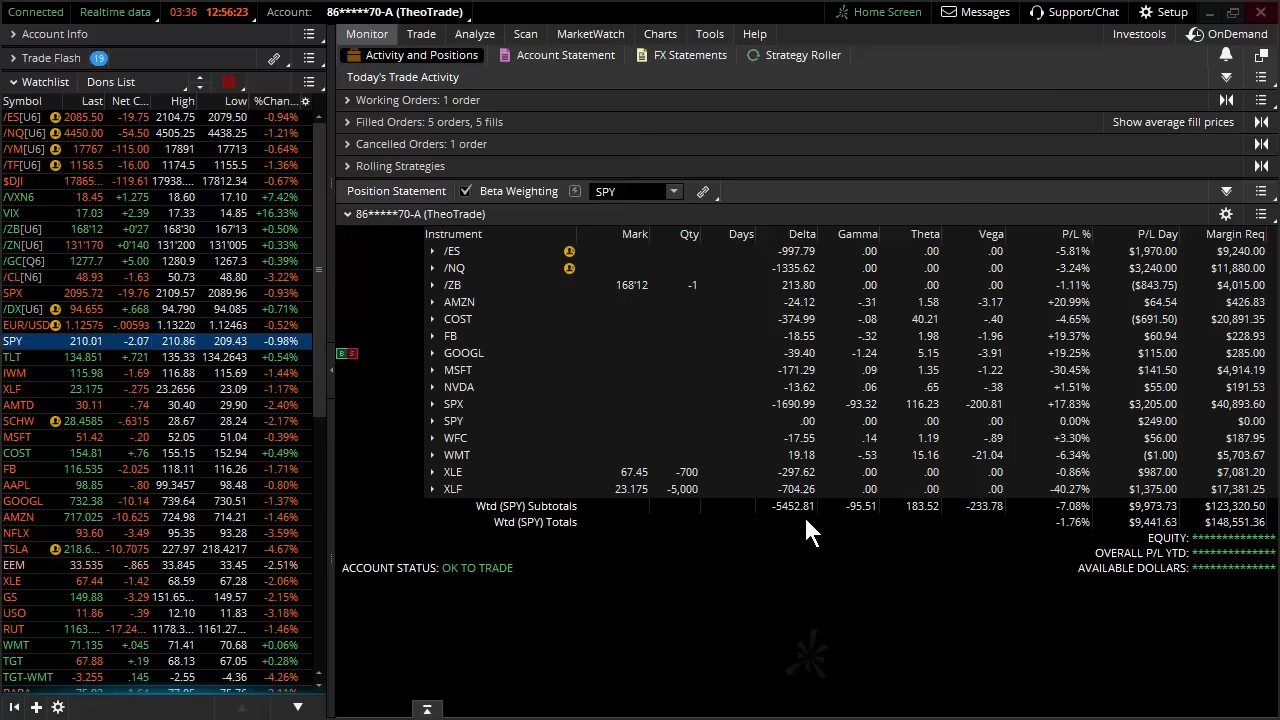 Connected Realtime data 03:36 12:56:23 Account: 86*****70-A (TheoTrade) Home Screen Messages Support/Chat Setup
Account Info
Trade Flash 19
Watchlist Dons List
Symbol Last Net C... High Low %Chan...
/ES[U6] 2085.50 -19.75 2104.75 2079.50 -0.94%
/NQ[U6] 4450.00 -54.50 4505.25 4438.25 -1.21%
/YM[U6] 17767 -115.00 17891 17713 -0.64%
/TF[U6] 1158.5 -16.00 1174.5 1155.5 -1.36%
$DJI 17865... -119.61 17938.... 17812.34 -0.67%
/VXN6 18.45 +1.275 18.60 17.10 +7.42%
VIX 17.03 +2.39 17.33 14.85 +16.33%
/ZB[U6] 168'12 +0'27 168'30 167'13 +0.50%
/ZN[U6] 131'170 +0'140 131'200 131'005 +0.33%
/GC[Q6] 1277.7 +5.00 1280.9 1267.3 +0.39%
/CL[N6] 48.93 -1.63 50.73 48.80 -3.22%
SPX 2095.72 -19.76 2109.57 2089.96 -0.93%
/DX[U6] 94.655 +.668 94.790 94.085 +0.71%
EUR/USD 1.12575 -.00593 1.13220 1.12463 -0.52%
SPY 210.01 -2.07 210.86 209.43 -0.98%
TLT 134.851 +.721 135.33 134.2643 +0.54%
IWM 115.98 -1.69 116.88 115.69 -1.44%
XLF 23.175 -.275 23.2656 23.09 -1.17%
AMTD 30.11 -.74 30.40 29.90 -2.40%
SCHW 28.4585 -.6315 28.67 28.24 -2.17%
MSFT 51.42 -.20 52.05 51.04 -0.39%
COST 154.81 +.76 155.15 152.94 +0.49%
FB 116.535 -2.025 118.11 116.26 -1.71%
AAPL 98.85 -.80 99.3457 98.48 -0.80%
GOOGL 732.38 -10.14 739.64 730.51 -1.37%
AMZN 717.025 -10.625 724.98 714.21 -1.46%
NFLX 93.60 -3.49 95.35 93.28 -3.59%
TSLA 218.6... -10.7075 227.97 218.4217 -4.67%
EEM 33.535 -.865 33.845 33.45 -2.51%
XLE 67.44 -1.42 68.59 67.28 -2.06%
GS 149.88 -3.29 151.65... 149.57 -2.15%
USO 11.86 -.39 12.10 11.83 -3.18%
RUT 1163.... -17.24... 1178.3... 1161.27... -1.46%
WMT 71.135 +.045 71.41 70.68 +0.06%
TGT 67.88 +.19 68.13 67.05 +0.28%
TGT-WMT -3.255 .145 -2.55 -4.36 -4.26%
Monitor Trade Analyze Scan MarketWatch Charts Tools Help Investools OnDemand
Activity and Positions Account Statement FX Statements Strategy Roller
Today's Trade Activity
Working Orders: 1 order
Filled Orders: 5 orders, 5 fills Show average fill prices
Cancelled Orders: 1 order
Rolling Strategies
Position Statement Beta Weighting SPY
86*****70-A (TheoTrade)
Instrument Mark Qty Days Delta Gamma Theta Vega P/L % P/L Day Margin Req
/ES -997.79 .00 .00 .00 -5.81% $1,970.00 $9,240.00
/NQ -1335.62 .00 .00 .00 -3.24% $3,240.00 $11,880.00
/ZB 168'12 -1 213.80 .00 .00 .00 -1.11% ($843.75) $4,015.00
AMZN -24.12 -.31 1.58 -3.17 +20.99% $64.54 $426.83
COST -374.99 -.08 40.21 -.40 -4.65% ($691.50) $20,891.35
FB -18.55 -.32 1.98 -1.96 +19.37% $60.94 $228.93
GOOGL -39.40 -1.24 5.15 -3.91 +19.25% $115.00 $285.00
MSFT -171.29 .09 1.35 -1.22 -30.45% $141.50 $4,914.19
NVDA -13.62 .06 .65 -.38 +1.51% $55.00 $191.53
SPX -1690.99 -93.32 116.23 -200.81 +17.83% $3,205.00 $40,893.60
SPY .00 .00 .00 .00 0.00% $249.00 $0.00
WFC -17.55 .14 1.19 -.89 +3.30% $56.00 $187.95
WMT 19.18 -.53 15.16 -21.04 -6.34% ($1.00) $5,703.67
XLE 67.45 -700 -297.62 .00 .00 .00 -0.86% $987.00 $7,081.20
XLF 23.175 -5,000 -704.26 .00 .00 .00 -40.27% $1,375.00 $17,381.25
Wtd (SPY) Subtotals -5452.81 -95.51 183.52 -233.78 -7.08% $9,973.73 $123,320.50
Wtd (SPY) Totals -1.76% $9,441.63 $148,551.36
EQUITY: **************
OVERALL P/L YTD: **************
ACCOUNT STATUS: OK TO TRADE AVAILABLE DOLLARS: **************